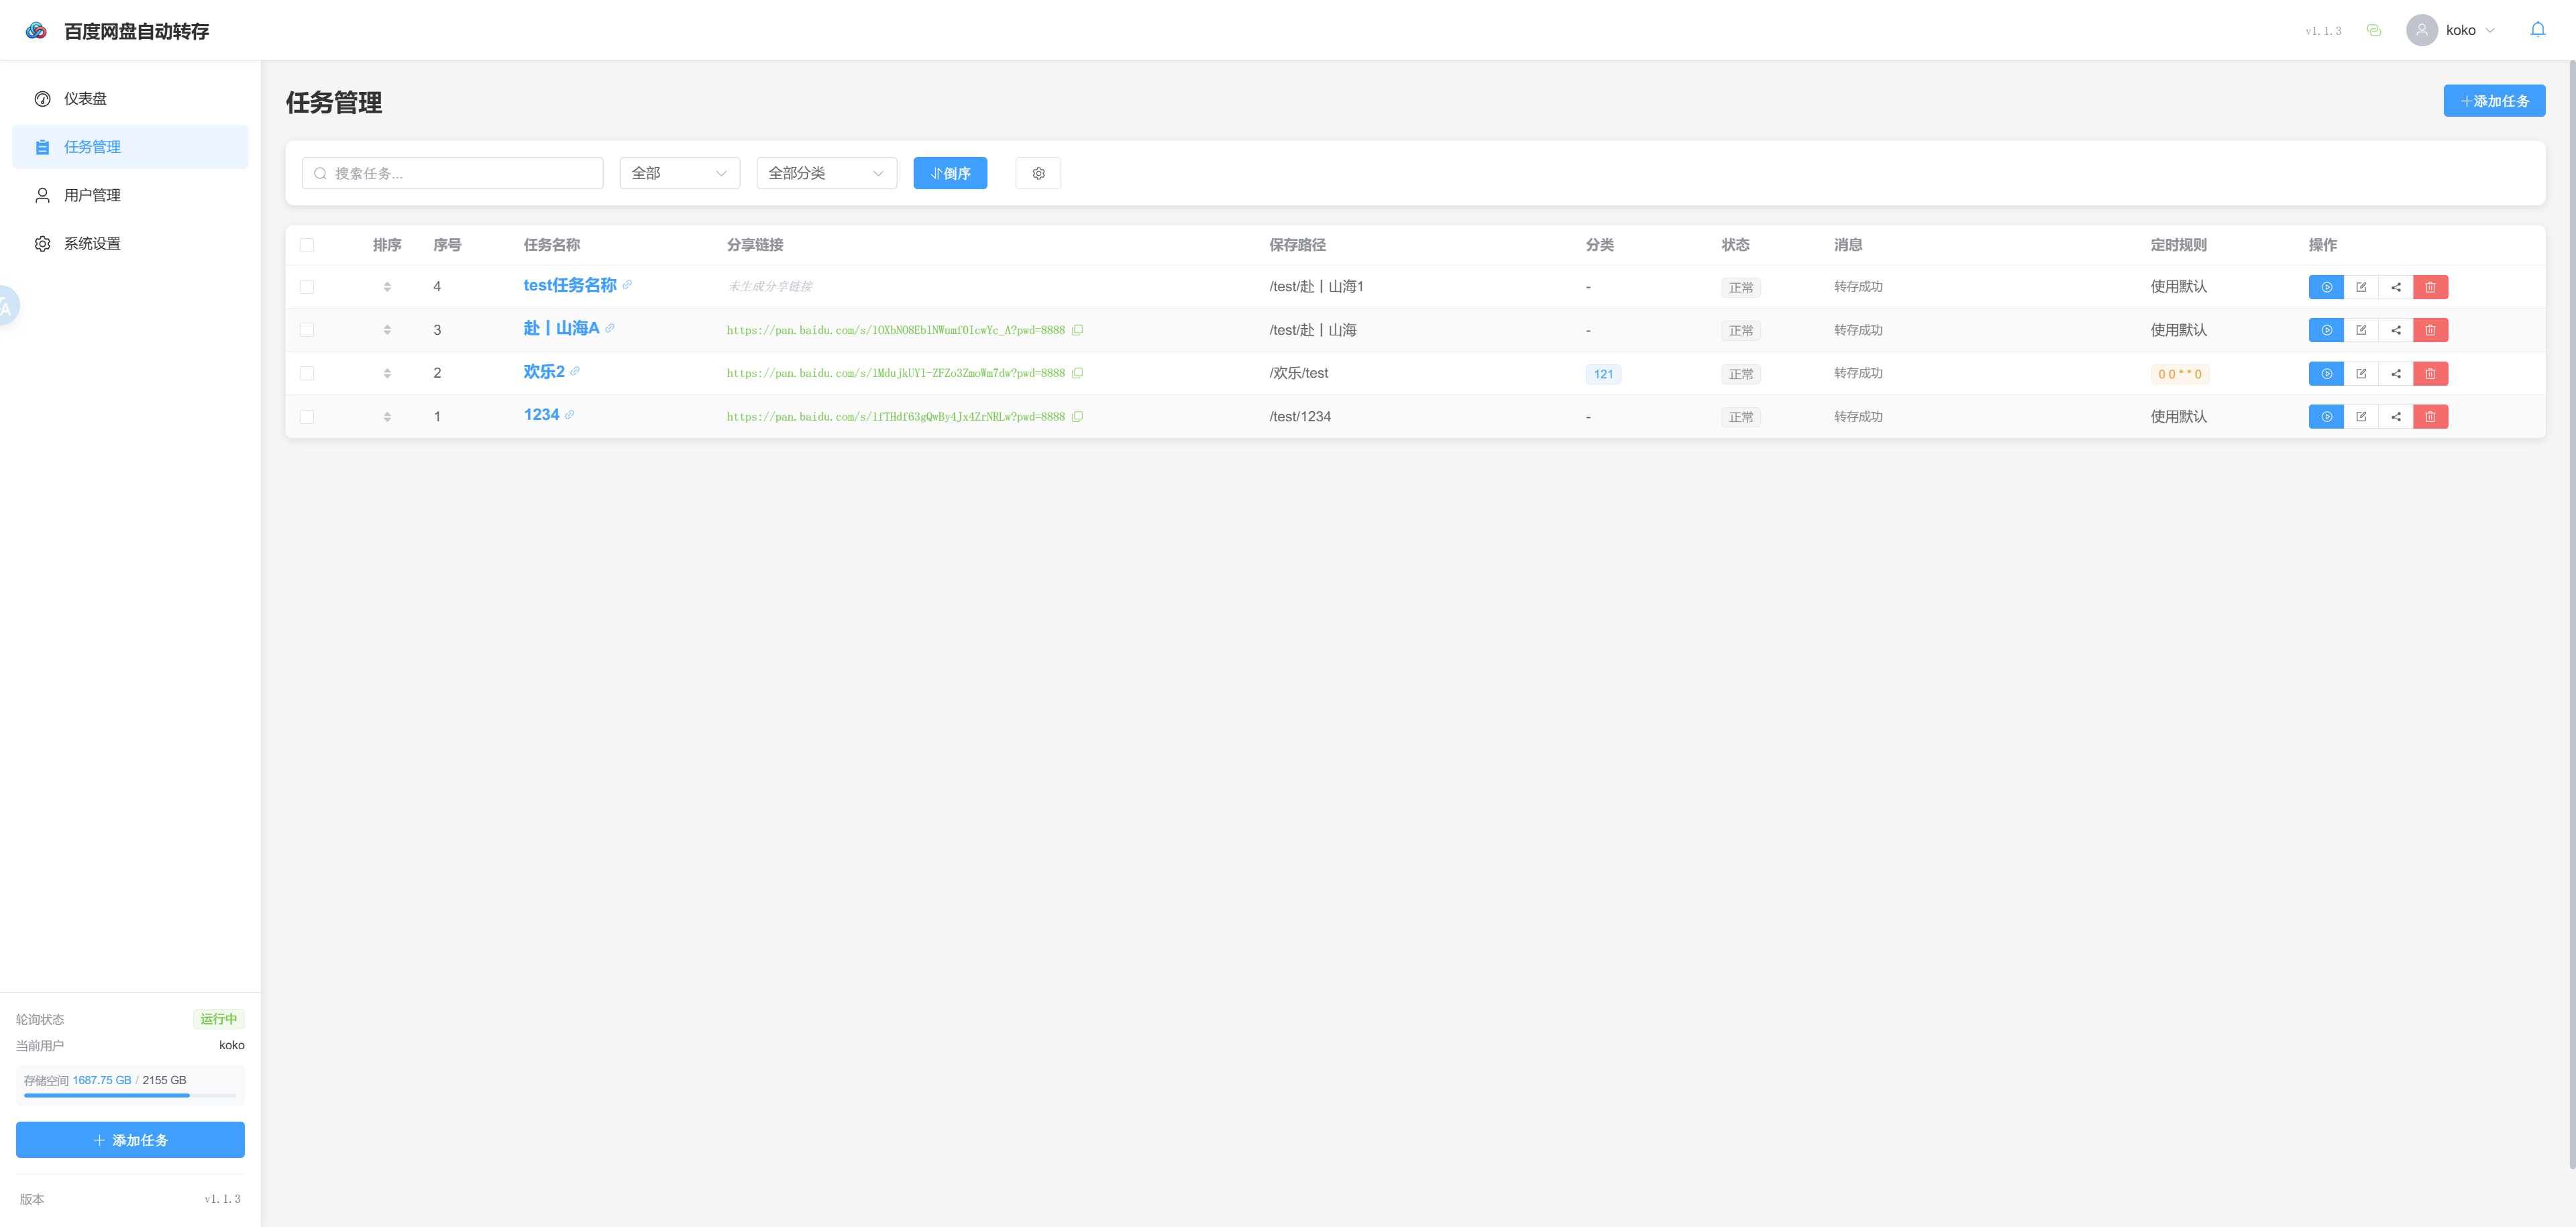 百度网盘自动转存
v1.1.3 koko
仪表盘
任务管理
用户管理
系统设置
任务管理
添加任务
搜索任务... 全部 全部分类 倒序
排序 序号 任务名称 分享链接 保存路径 分类 状态 消息 定时规则 操作
4 test任务名称 未生成分享链接 /test/赴丨山海1 - 正常 转存成功 使用默认
3 赴丨山海A https://pan.baidu.com/s/1OXbNO8EblNWumfOIcwYc_A?pwd=8888 /test/赴丨山海 - 正常 转存成功 使用默认
2 欢乐2 https://pan.baidu.com/s/1MdujkUYl-ZFZo3ZmoWm7dw?pwd=8888 /欢乐/test 121 正常 转存成功 0 0 * * 0
1 1234 https://pan.baidu.com/s/1fTHdf63gQwBy4Jx4ZrNRLw?pwd=8888 /test/1234 - 正常 转存成功 使用默认
轮询状态 运行中
当前用户 koko
存储空间 1687.75 GB / 2155 GB
添加任务
版本 v1.1.3